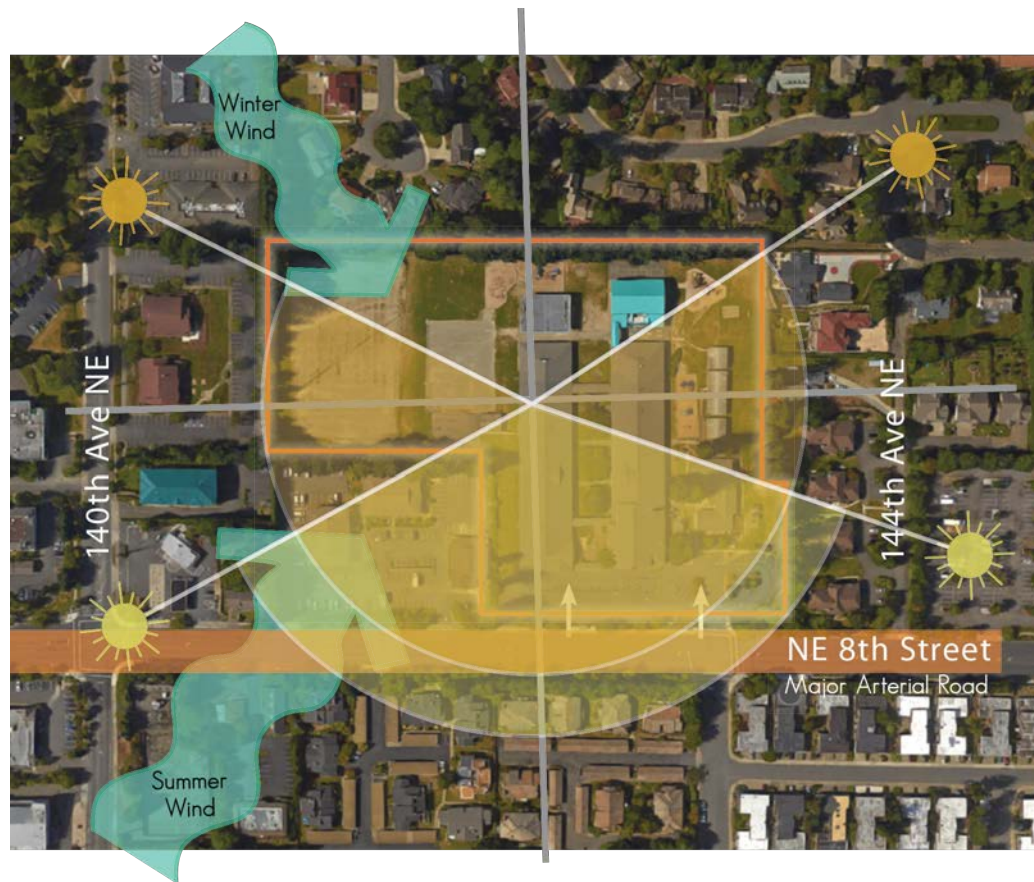 Winter
Wind
140th Ave NE
144th Ave NE
NE 8th Street
Major Arterial Road
Summer
Wind